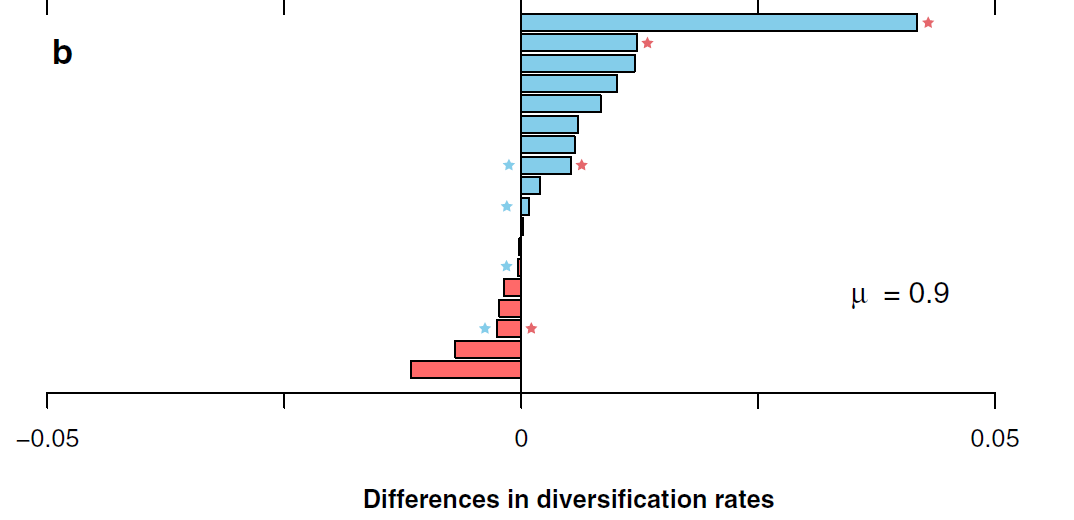 b
μ = 0.9
−0.05 0 0.05
Differences in diversification rates